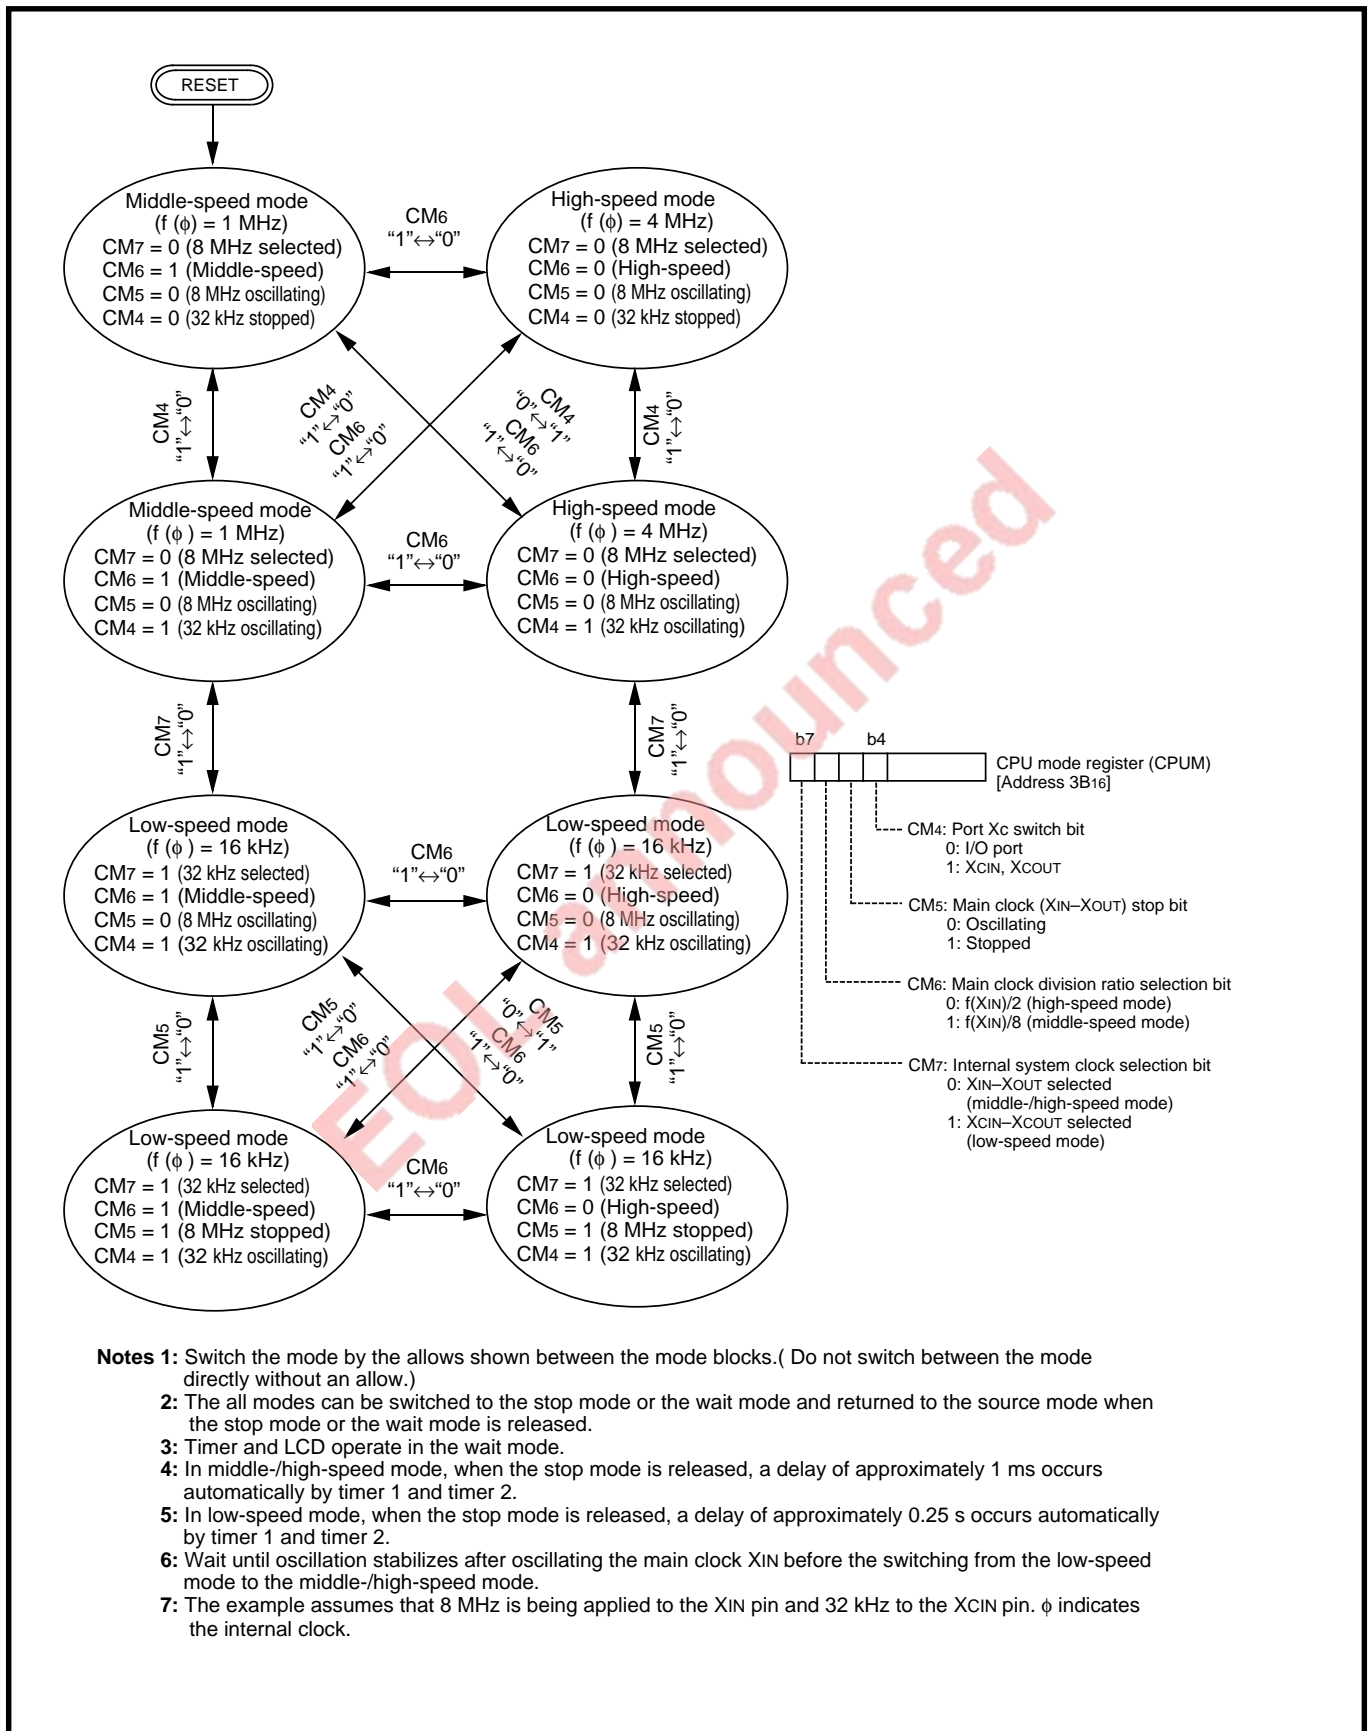 RESET
Middle-speed mode
(f (ϕ) = 1 MHz)
CM7 = 0 (8 MHz selected)
CM6 = 1 (Middle-speed)
CM5 = 0 (8 MHz oscillating)
CM4 = 0 (32 kHz stopped)
CM6
“1”↔“0”
High-speed mode
(f (ϕ) = 4 MHz)
CM7 = 0 (8 MHz selected)
CM6 = 0 (High-speed)
CM5 = 0 (8 MHz oscillating)
CM4 = 0 (32 kHz stopped)
CM4
“1”↔“0”
CM4
“1”↔“0”
CM6
“1”↔“0”
CM4
“0”↔“1”
CM6
“1”↔“0”
CM4
“1”↔“0”
Middle-speed mode
(f (ϕ ) = 1 MHz)
CM7 = 0 (8 MHz selected)
CM6 = 1 (Middle-speed)
CM5 = 0 (8 MHz oscillating)
CM4 = 1 (32 kHz oscillating)
CM6
“1”↔“0”
High-speed mode
(f (ϕ ) = 4 MHz)
CM7 = 0 (8 MHz selected)
CM6 = 0 (High-speed)
CM5 = 0 (8 MHz oscillating)
CM4 = 1 (32 kHz oscillating)
CM7
“1”↔“0”
CM7
“1”↔“0”
Low-speed mode
(f (ϕ ) = 16 kHz)
CM7 = 1 (32 kHz selected)
CM6 = 1 (Middle-speed)
CM5 = 0 (8 MHz oscillating)
CM4 = 1 (32 kHz oscillating)
CM6
“1”↔“0”
Low-speed mode
(f (ϕ ) = 16 kHz)
CM7 = 1 (32 kHz selected)
CM6 = 0 (High-speed)
CM5 = 0 (8 MHz oscillating)
CM4 = 1 (32 kHz oscillating)
CM5
“1”↔“0”
CM5
“1”↔“0”
CM6
“1”↔“0”
CM5
“0”↔“1”
CM6
“1”↔“0”
CM5
“1”↔“0”
Low-speed mode
(f (ϕ ) = 16 kHz)
CM7 = 1 (32 kHz selected)
CM6 = 1 (Middle-speed)
CM5 = 1 (8 MHz stopped)
CM4 = 1 (32 kHz oscillating)
CM6
“1”↔“0”
Low-speed mode
(f (ϕ ) = 16 kHz)
CM7 = 1 (32 kHz selected)
CM6 = 0 (High-speed)
CM5 = 1 (8 MHz stopped)
CM4 = 1 (32 kHz oscillating)
b7 b4
CPU mode register (CPUM)
[Address 3B16]
CM4: Port Xc switch bit
0: I/O port
1: XCIN, XCOUT
CM5: Main clock (XIN–XOUT) stop bit
0: Oscillating
1: Stopped
CM6: Main clock division ratio selection bit
0: f(XIN)/2 (high-speed mode)
1: f(XIN)/8 (middle-speed mode)
CM7: Internal system clock selection bit
0: XIN–XOUT selected
(middle-/high-speed mode)
1: XCIN–XCOUT selected
(low-speed mode)
EOL announced
Notes 1: Switch the mode by the allows shown between the mode blocks.( Do not switch between the mode
directly without an allow.)
2: The all modes can be switched to the stop mode or the wait mode and returned to the source mode when
the stop mode or the wait mode is released.
3: Timer and LCD operate in the wait mode.
4: In middle-/high-speed mode, when the stop mode is released, a delay of approximately 1 ms occurs
automatically by timer 1 and timer 2.
5: In low-speed mode, when the stop mode is released, a delay of approximately 0.25 s occurs automatically
by timer 1 and timer 2.
6: Wait until oscillation stabilizes after oscillating the main clock XIN before the switching from the low-speed
mode to the middle-/high-speed mode.
7: The example assumes that 8 MHz is being applied to the XIN pin and 32 kHz to the XCIN pin. ϕ indicates
the internal clock.